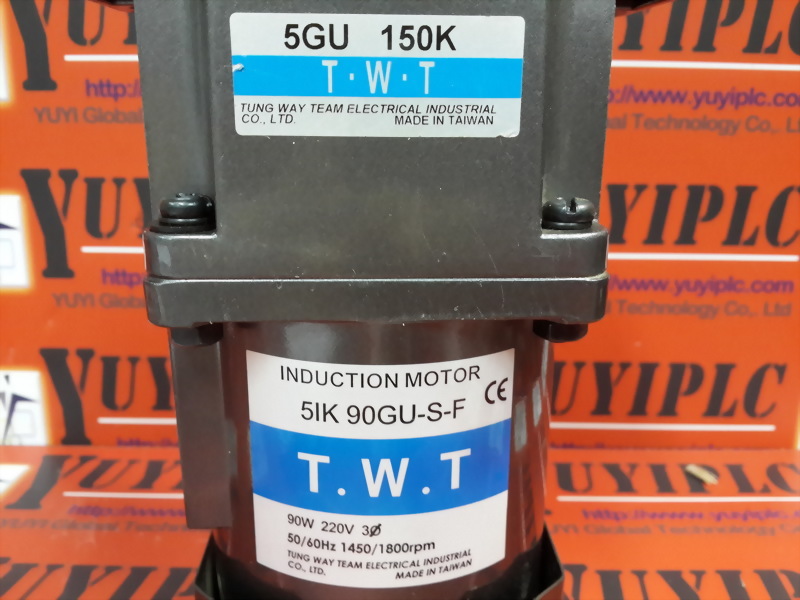 5GU 150K
T·W·T
TUNG WAY TEAM ELECTRICAL INDUSTRIAL
CO., LTD. MADE IN TAIWAN
YUYIPLC
http://www.yuyiplc.com
YUYI Global Technology Co,. Ltd
INDUCTION MOTOR CE
5IK 90GU-S-F
T.W.T
90W 220V 3Ø
50/60Hz 1450/1800rpm
TUNG WAY TEAM ELECTRICAL INDUSTRIAL
CO., LTD. MADE IN TAIWAN
YUYIPLC